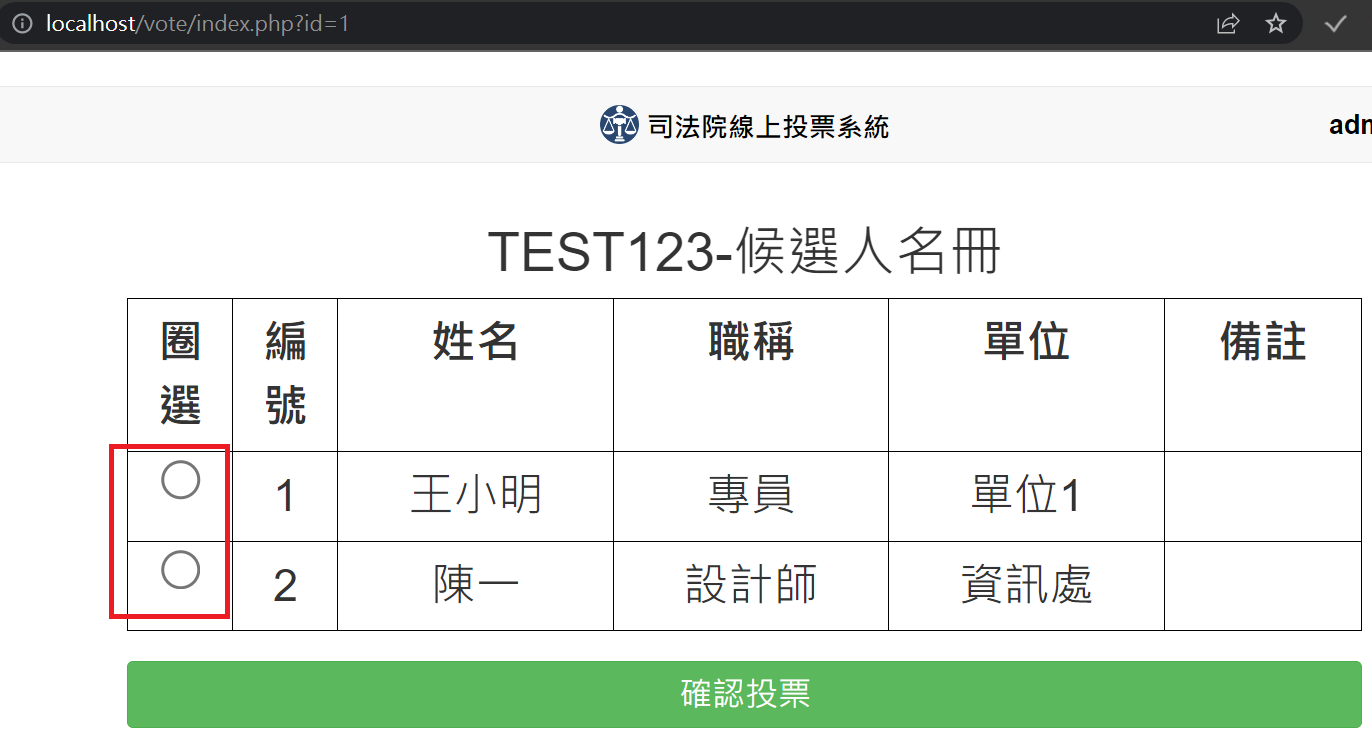 localhost/vote/index.php?id=1
司法院線上投票系統
adm
TEST123-候選人名冊
圈選 編號 姓名 職稱 單位 備註
1 王小明 專員 單位1
2 陳一 設計師 資訊處
確認投票